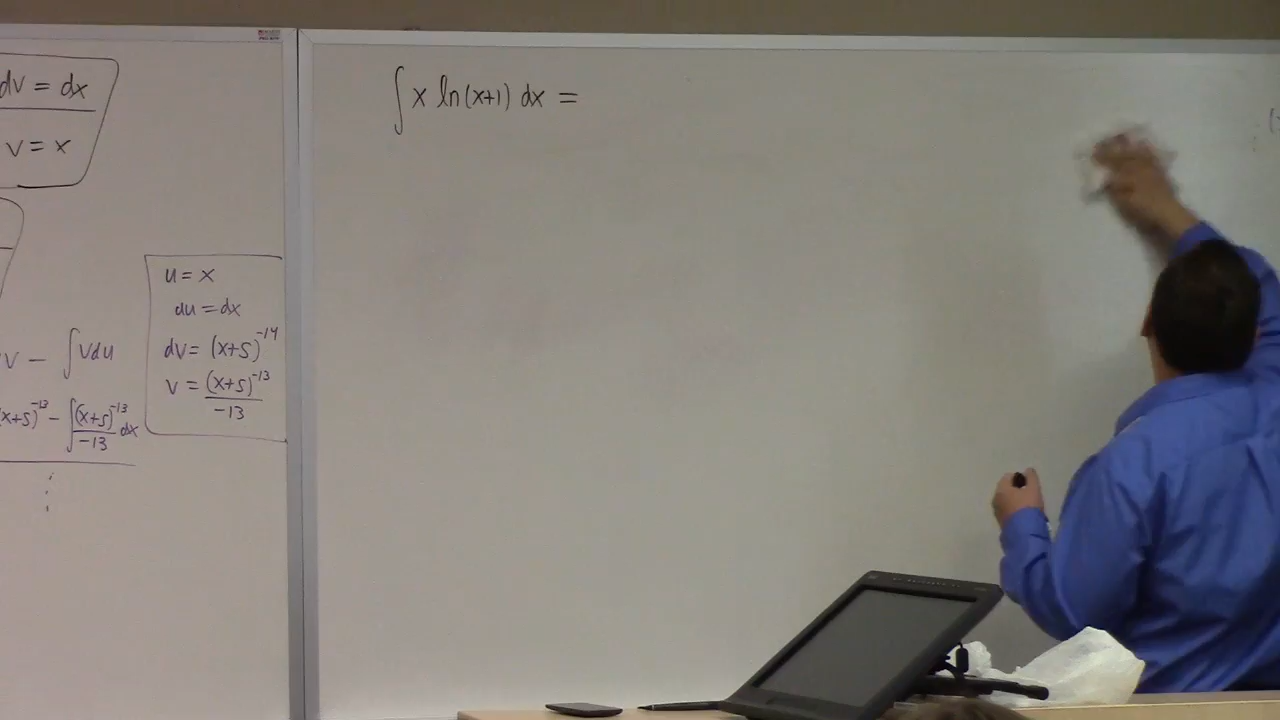 dv = dx
v = x
u = x
du = dx
dv = (x+5)^-14
v = (x+5)^-13 / -13
v - ∫vdu
(x+5)^-13 - ∫(x+5)^-13 / -13 dx
⋮
∫x ln(x+1) dx =